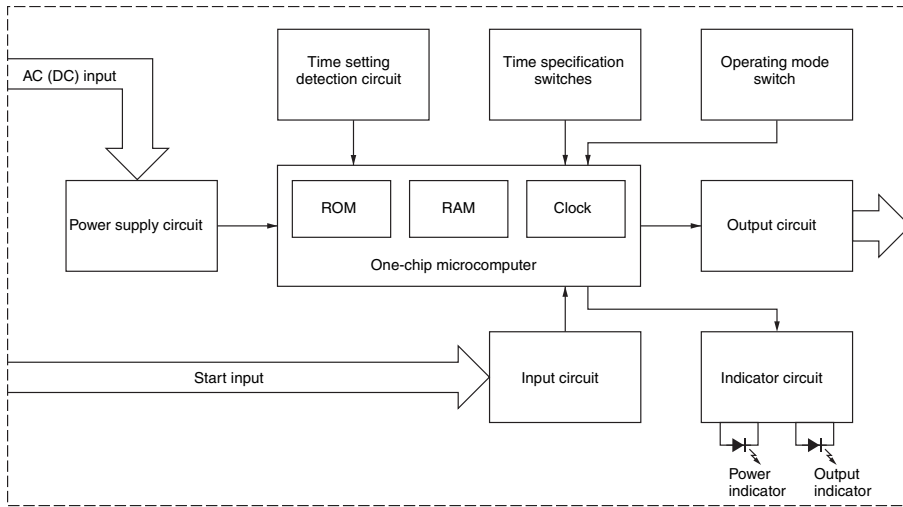 AC (DC) input
Time setting
detection circuit
Time specification
switches
Operating mode
switch
Power supply circuit
ROM
RAM
Clock
One-chip microcomputer
Output circuit
Start input
Input circuit
Indicator circuit
Power
indicator
Output
indicator